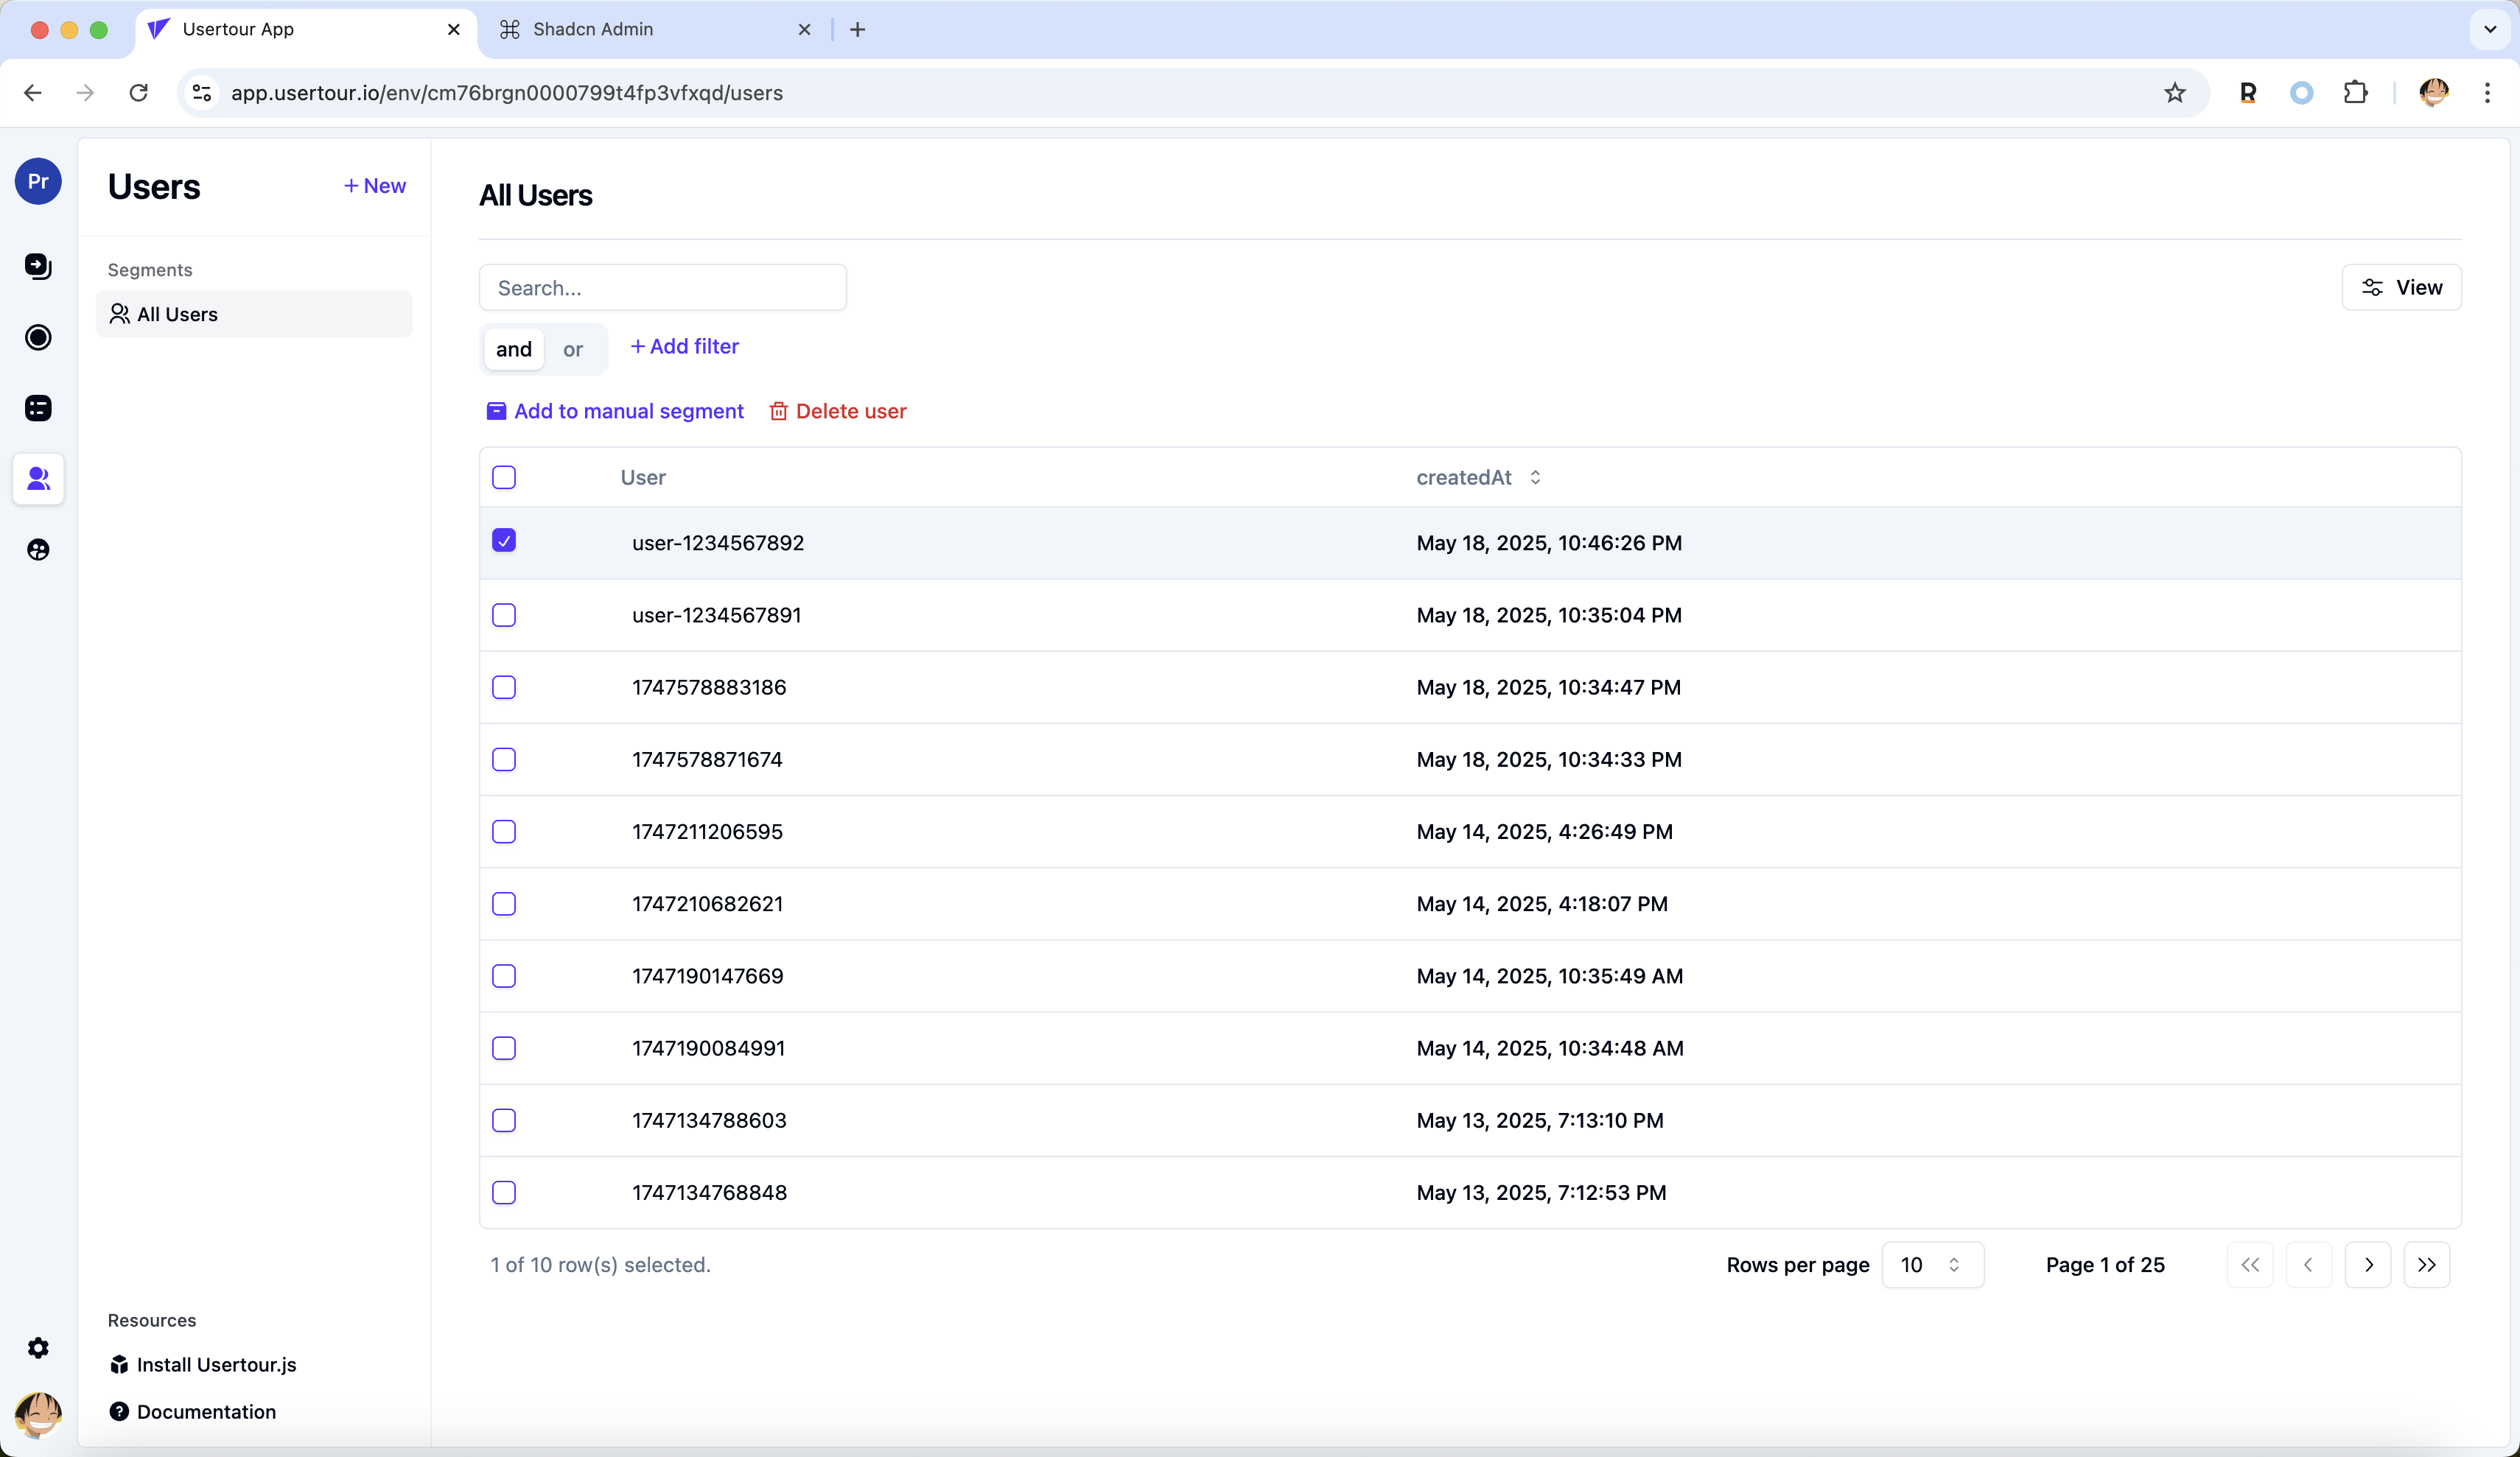 Usertour App
Shadcn Admin
app.usertour.io/env/cm76brgn0000799t4fp3vfxqd/users
Pr
Users
+ New
Segments
All Users
All Users
Search...
View
and or + Add filter
Add to manual segment Delete user
User createdAt
user-1234567892 May 18, 2025, 10:46:26 PM
user-1234567891 May 18, 2025, 10:35:04 PM
1747578883186 May 18, 2025, 10:34:47 PM
1747578871674 May 18, 2025, 10:34:33 PM
1747211206595 May 14, 2025, 4:26:49 PM
1747210682621 May 14, 2025, 4:18:07 PM
1747190147669 May 14, 2025, 10:35:49 AM
1747190084991 May 14, 2025, 10:34:48 AM
1747134788603 May 13, 2025, 7:13:10 PM
1747134768848 May 13, 2025, 7:12:53 PM
1 of 10 row(s) selected. Rows per page 10 Page 1 of 25
Resources
Install Usertour.js
Documentation